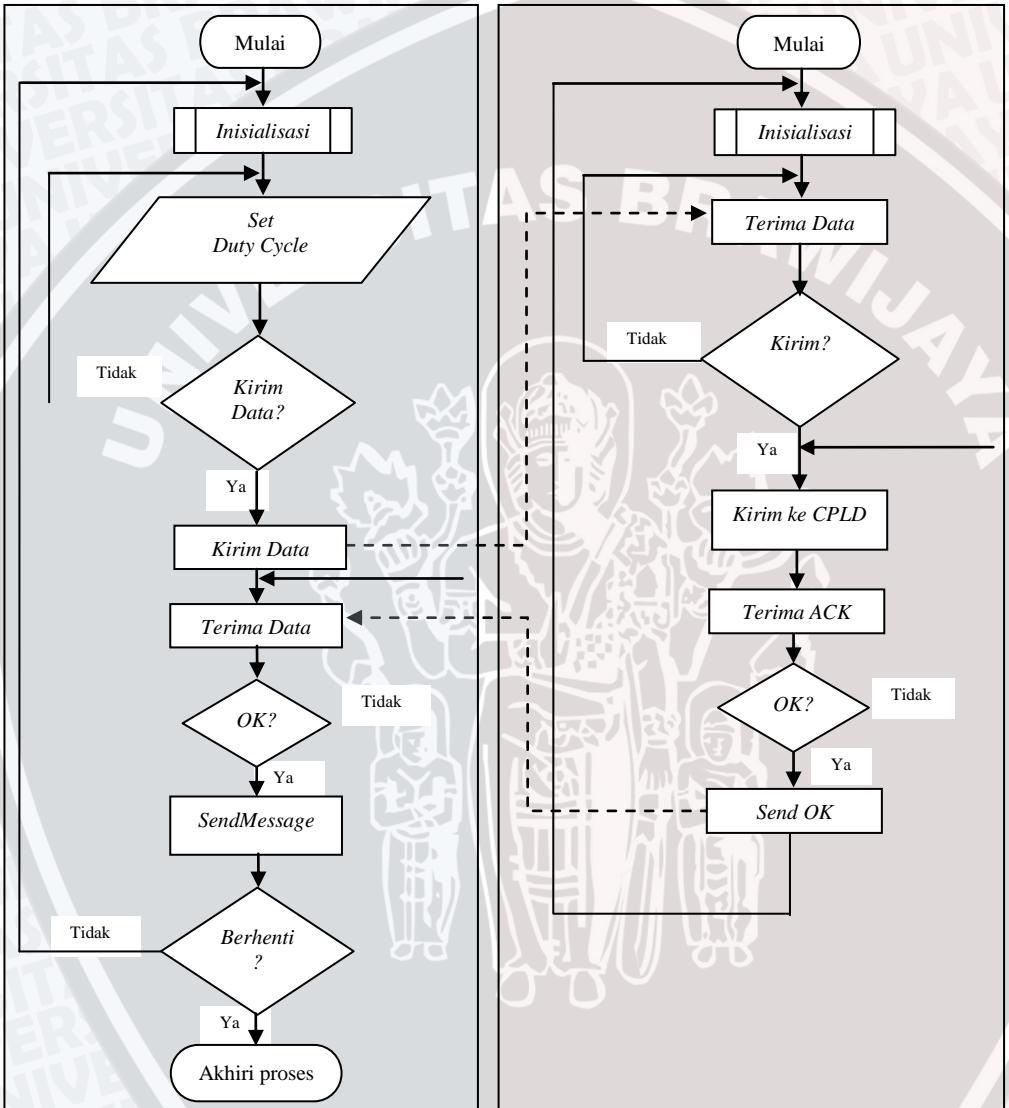 Mulai
Inisialisasi
Set
Duty Cycle
Tidak
Kirim
Data?
Ya
Kirim Data
Terima Data
Tidak
OK?
Ya
SendMessage
Tidak
Berhenti
?
Ya
Akhiri proses
Mulai
Inisialisasi
Terima Data
Tidak
Kirim?
Ya
Kirim ke CPLD
Terima ACK
Tidak
OK?
Ya
Send OK
UNIVERSITAS BRAWIJAYA